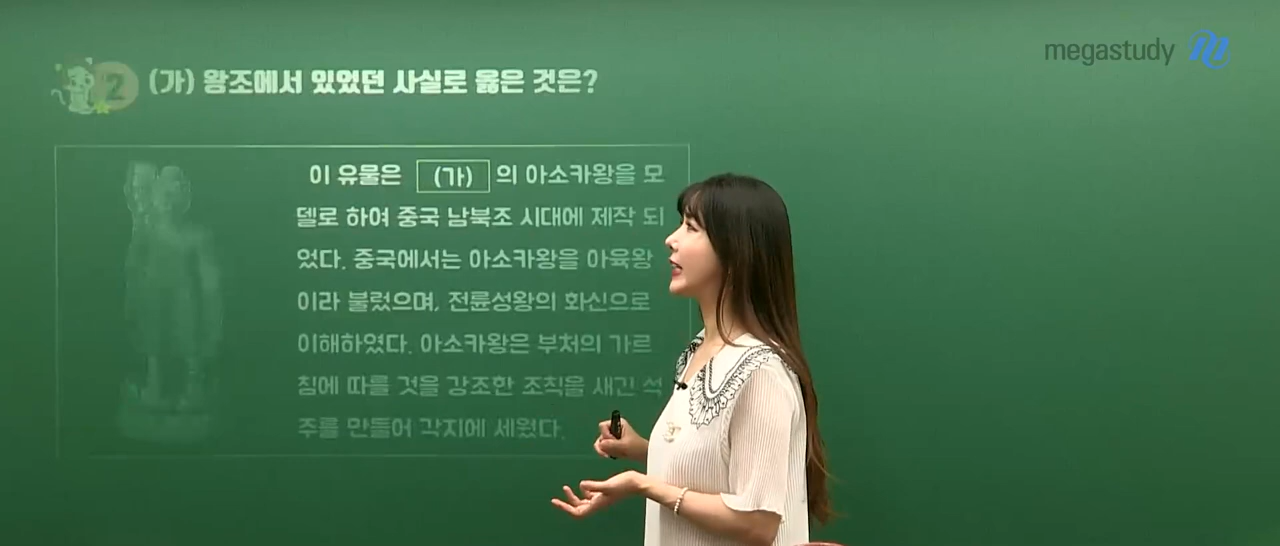 megastudy
2 (가) 왕조에서 있었던 사실로 옳은 것은?
이 유물은 (가) 의 아소카왕을 모
델로 하여 중국 남북조 시대에 제작 되
었다. 중국에서는 아소카왕을 아육왕
이라 불렀으며, 전륜성왕의 화신으로
이해하였다. 아소카왕은 부처의 가르
침에 따를 것을 강조한 조칙을 새긴 석
주를 만들어 각지에 세웠다.